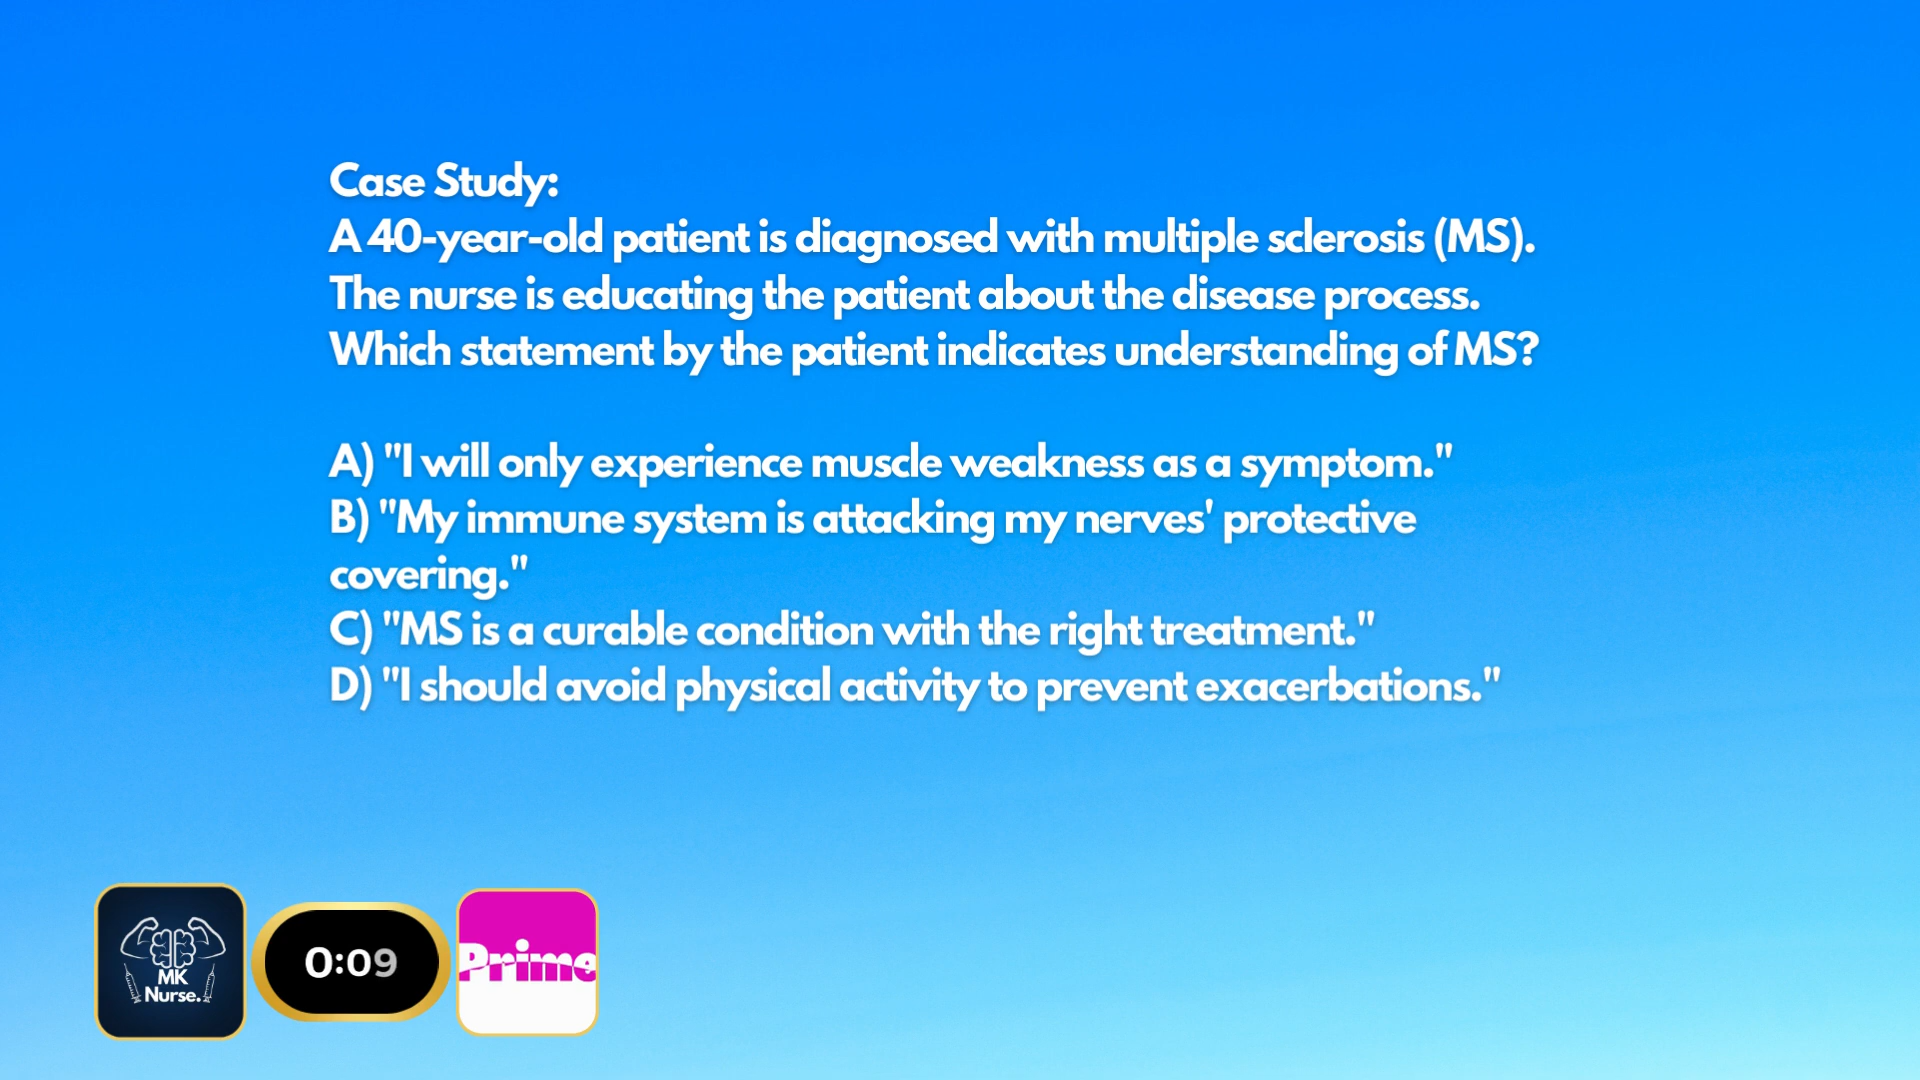 Case Study:
A 40-year-old patient is diagnosed with multiple sclerosis (MS).
The nurse is educating the patient about the disease process.
Which statement by the patient indicates understanding of MS?
A) "I will only experience muscle weakness as a symptom."
B) "My immune system is attacking my nerves' protective
covering."
C) "MS is a curable condition with the right treatment."
D) "I should avoid physical activity to prevent exacerbations."
MK
Nurse.
0:09
Prime